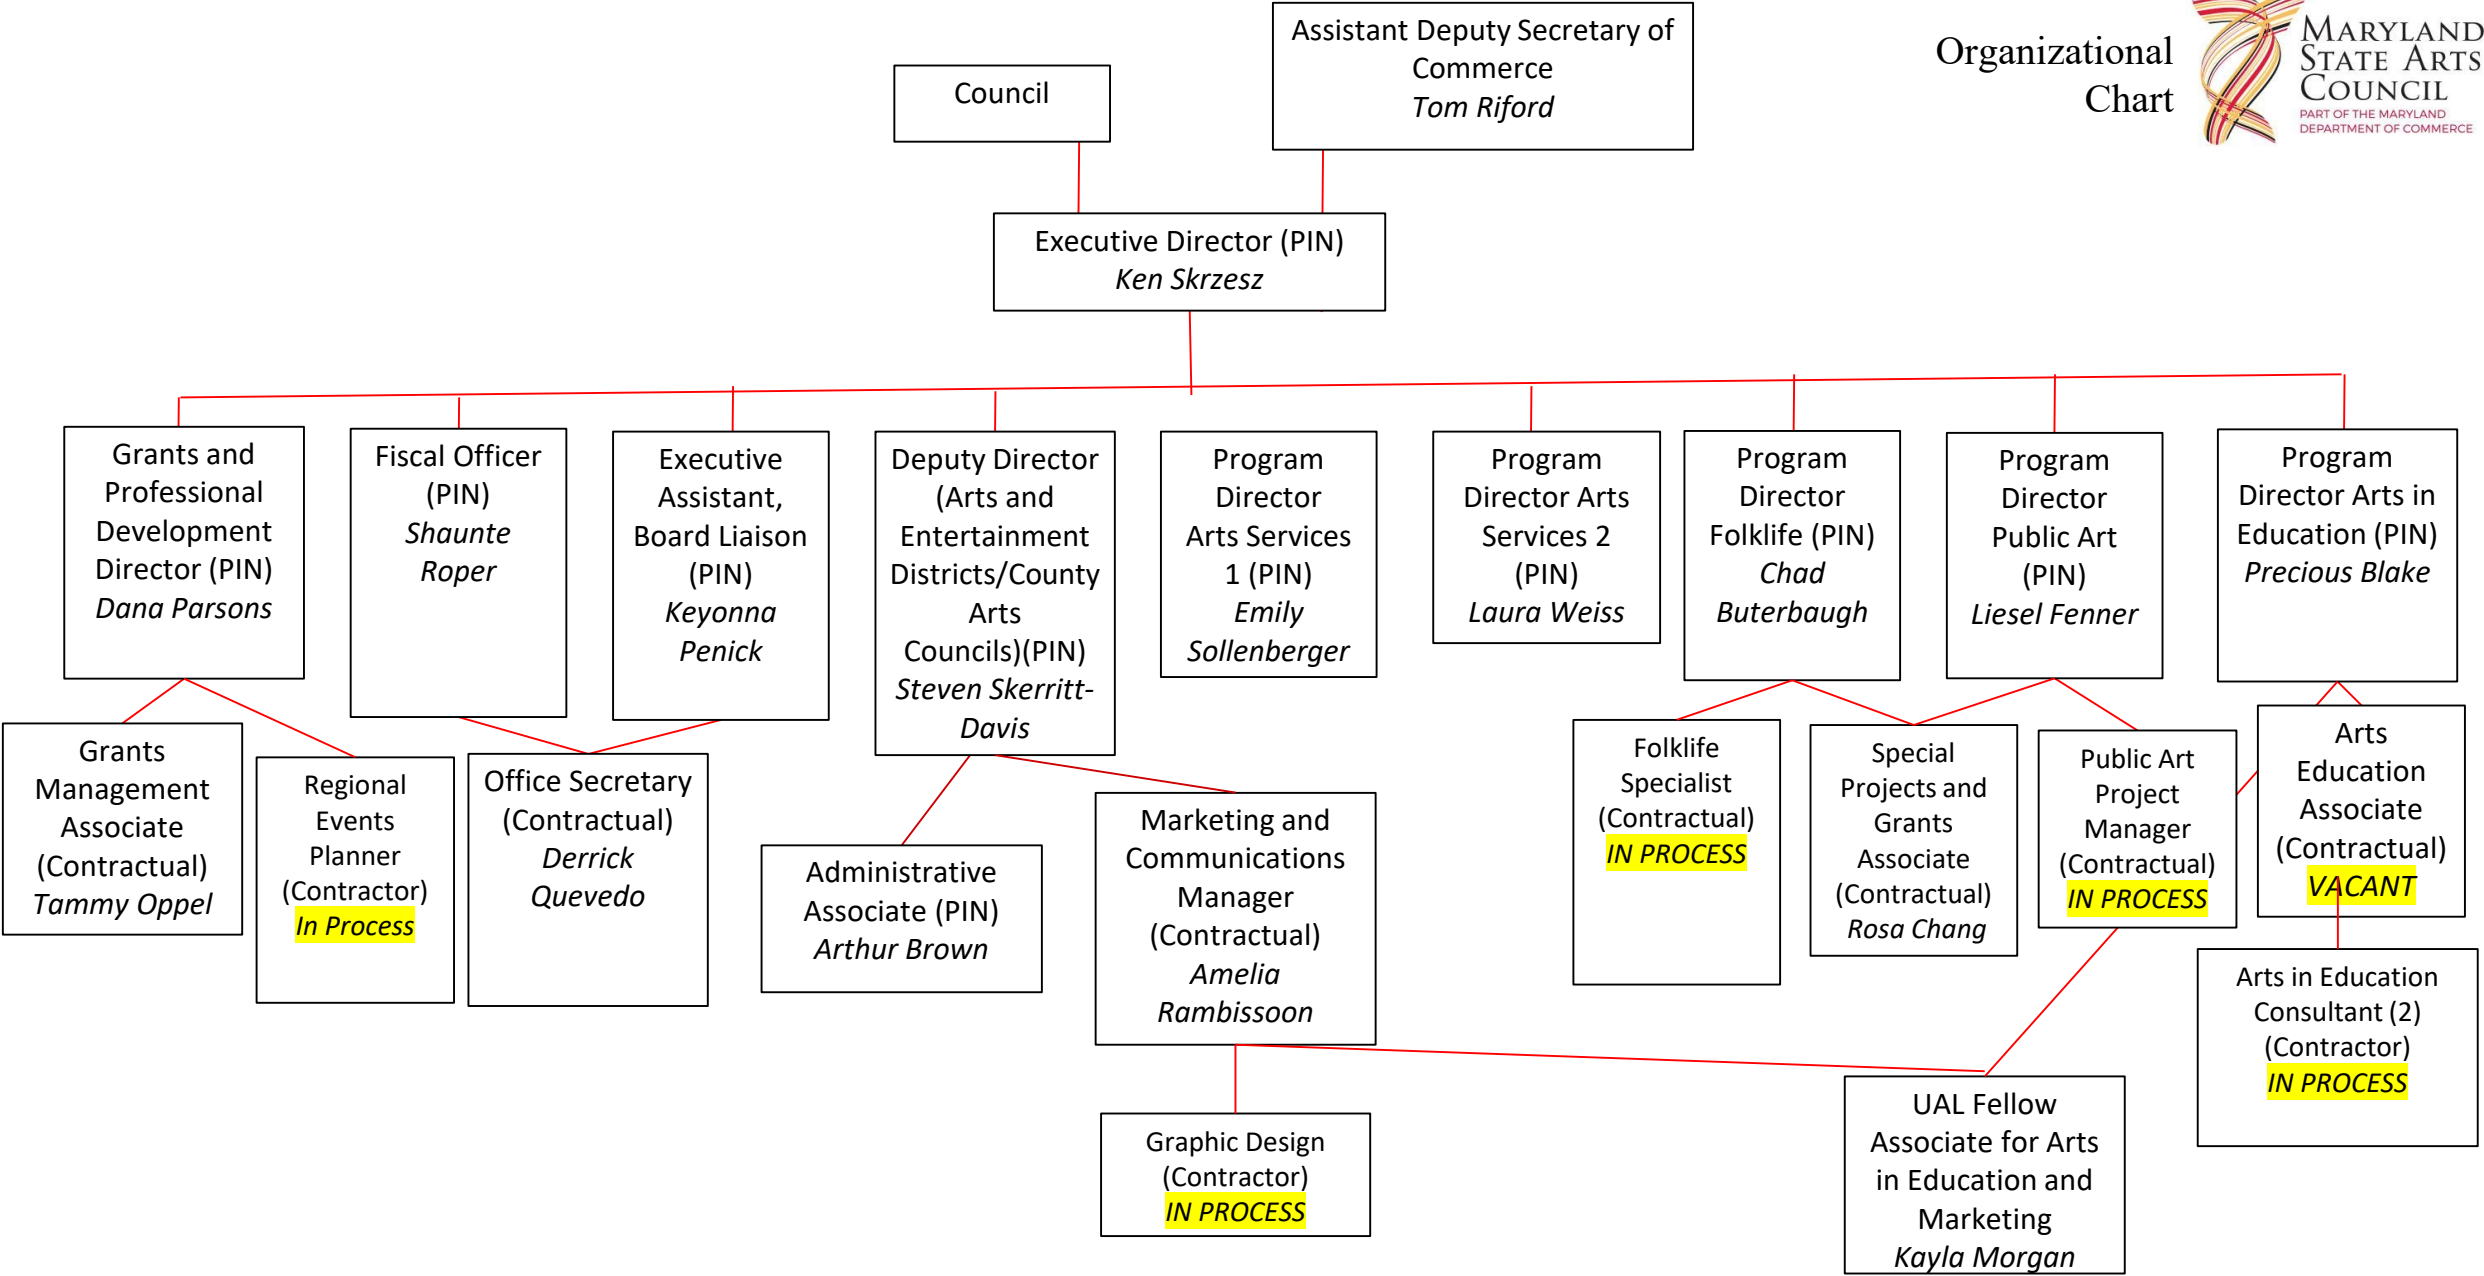 Assistant Deputy Secretary of
Commerce
Tom Riford
Council
Organizational
Chart
MARYLAND
STATE ARTS
COUNCIL
PART OF THE MARYLAND
DEPARTMENT OF COMMERCE
Executive Director (PIN)
Ken Skrzesz
Grants and
Professional
Development
Director (PIN)
Dana Parsons
Fiscal Officer
(PIN)
Shaunte
Roper
Executive
Assistant,
Board Liaison
(PIN)
Keyonna
Penick
Deputy Director
(Arts and
Entertainment
Districts/County
Arts
Councils)(PIN)
Steven Skerritt-
Davis
Program
Director
Arts Services
1 (PIN)
Emily
Sollenberger
Program
Director Arts
Services 2
(PIN)
Laura Weiss
Program
Director
Folklife (PIN)
Chad
Buterbaugh
Program
Director
Public Art
(PIN)
Liesel Fenner
Program
Director Arts in
Education (PIN)
Precious Blake
Grants
Management
Associate
(Contractual)
Tammy Oppel
Regional
Events
Planner
(Contractor)
In Process
Office Secretary
(Contractual)
Derrick
Quevedo
Administrative
Associate (PIN)
Arthur Brown
Marketing and
Communications
Manager
(Contractual)
Amelia
Rambissoon
Folklife
Specialist
(Contractual)
IN PROCESS
Special
Projects and
Grants
Associate
(Contractual)
Rosa Chang
Public Art
Project
Manager
(Contractual)
IN PROCESS
Arts
Education
Associate
(Contractual)
VACANT
Arts in Education
Consultant (2)
(Contractor)
IN PROCESS
Graphic Design
(Contractor)
IN PROCESS
UAL Fellow
Associate for Arts
in Education and
Marketing
Kayla Morgan